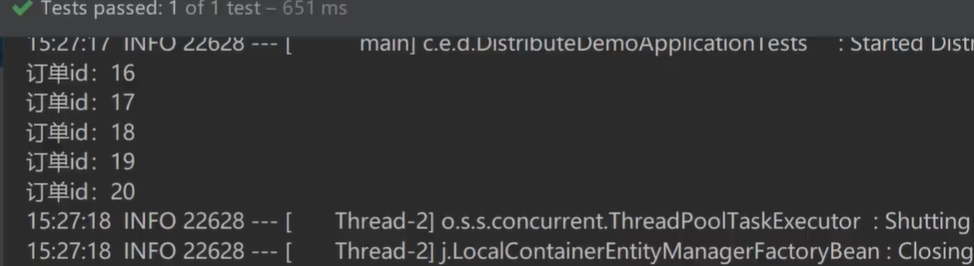 Tests passed: 1 of 1 test – 651 ms
15:27:17 INFO 22628 --- [ main] c.e.d.DistributeDemoApplicationTests : Started Distr
订单id：16
订单id：17
订单id：18
订单id：19
订单id：20
15:27:18 INFO 22628 --- [ Thread-2] o.s.s.concurrent.ThreadPoolTaskExecutor : Shutting
15:27:18 INFO 22628 --- [ Thread-2] j.LocalContainerEntityManagerFactoryBean : Closing